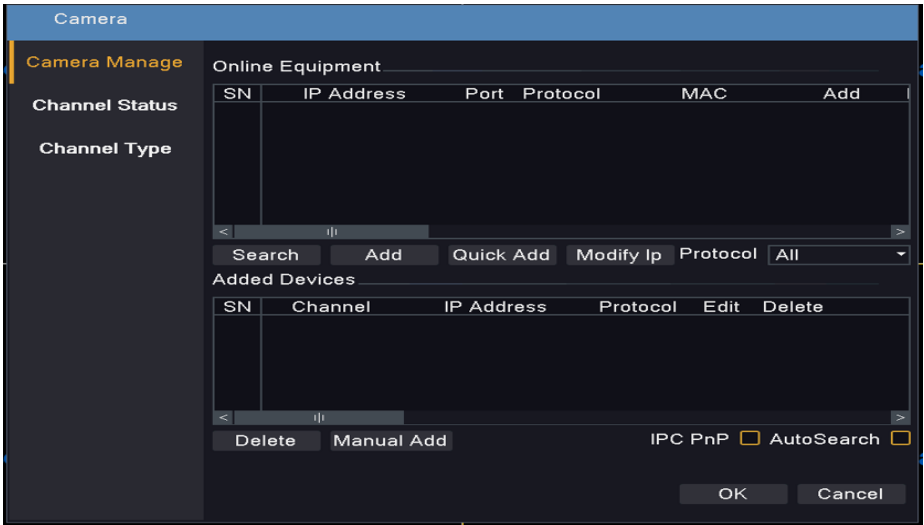 Camera
Camera Manage
Channel Status
Channel Type
Online Equipment
SN IP Address Port Protocol MAC Add
Search Add Quick Add Modify Ip Protocol All
Added Devices
SN Channel IP Address Protocol Edit Delete
Delete Manual Add IPC PnP AutoSearch
OK Cancel